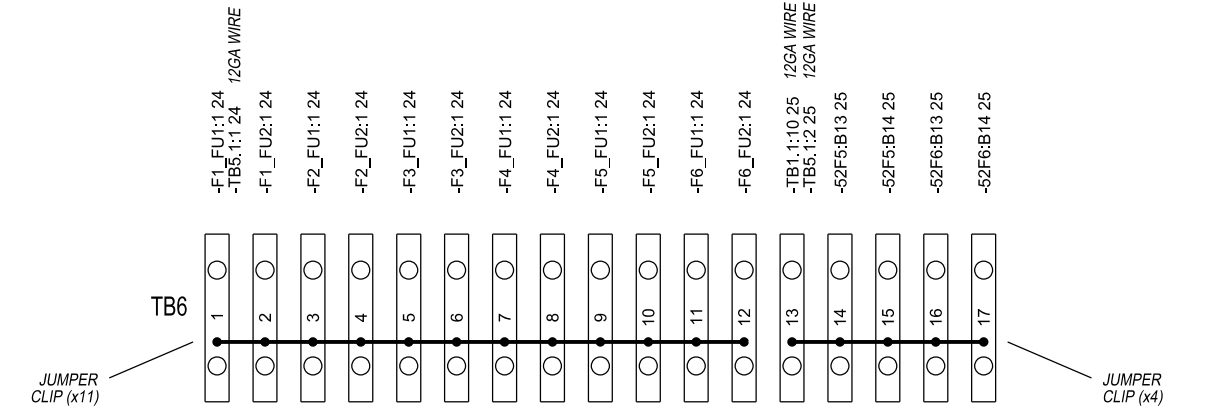 -F1_FU1:1 24
-TB5.1:1 24 12GA WIRE
-F1_FU2:1 24
-F2_FU1:1 24
-F2_FU2:1 24
-F3_FU1:1 24
-F3_FU2:1 24
-F4_FU1:1 24
-F4_FU2:1 24
-F5_FU1:1 24
-F5_FU2:1 24
-F6_FU1:1 24
-F6_FU2:1 24
-TB1.1:10 25 12GA WIRE
-TB5.1:2 25 12GA WIRE
-52F5:B13 25
-52F5:B14 25
-52F6:B13 25
-52F6:B14 25
TB6
1
2
3
4
5
6
7
8
9
10
11
12
13
14
15
16
17
JUMPER
CLIP (x11)
JUMPER
CLIP (x4)